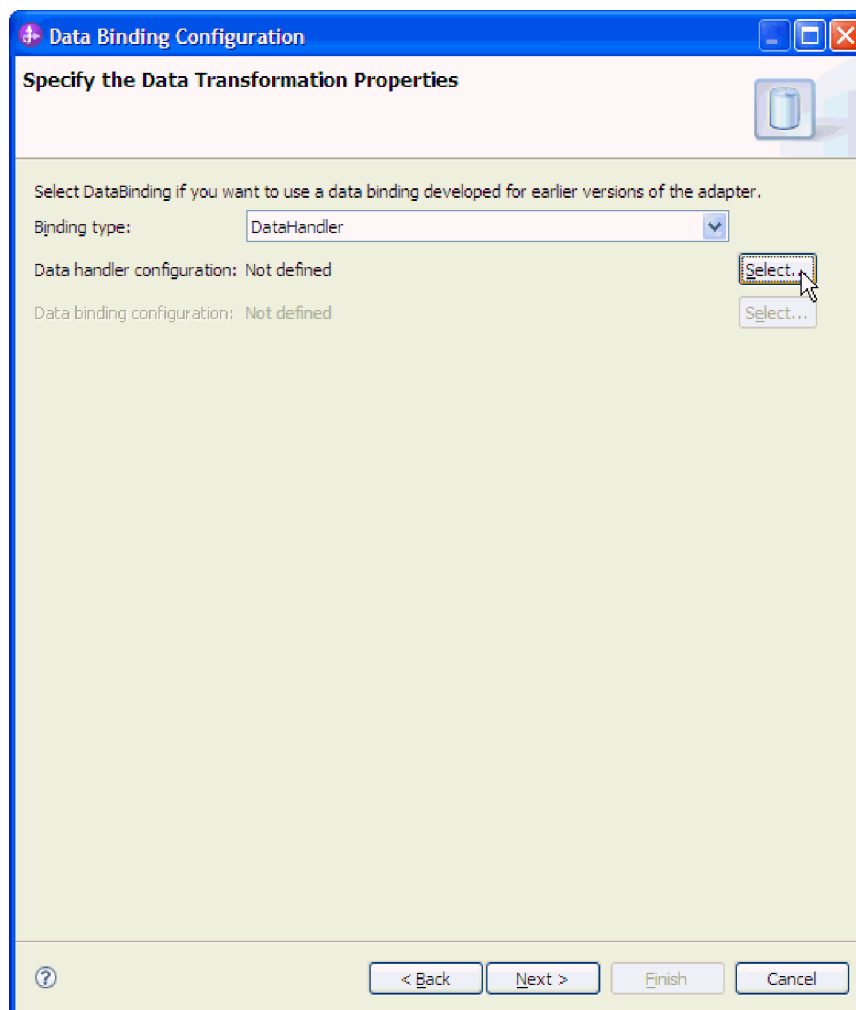 Data Binding Configuration
Specify the Data Transformation Properties
Select DataBinding if you want to use a data binding developed for earlier versions of the adapter.
Binding type: DataHandler
Data handler configuration: Not defined Select...
Data binding configuration: Not defined Select...
? < Back Next > Finish Cancel